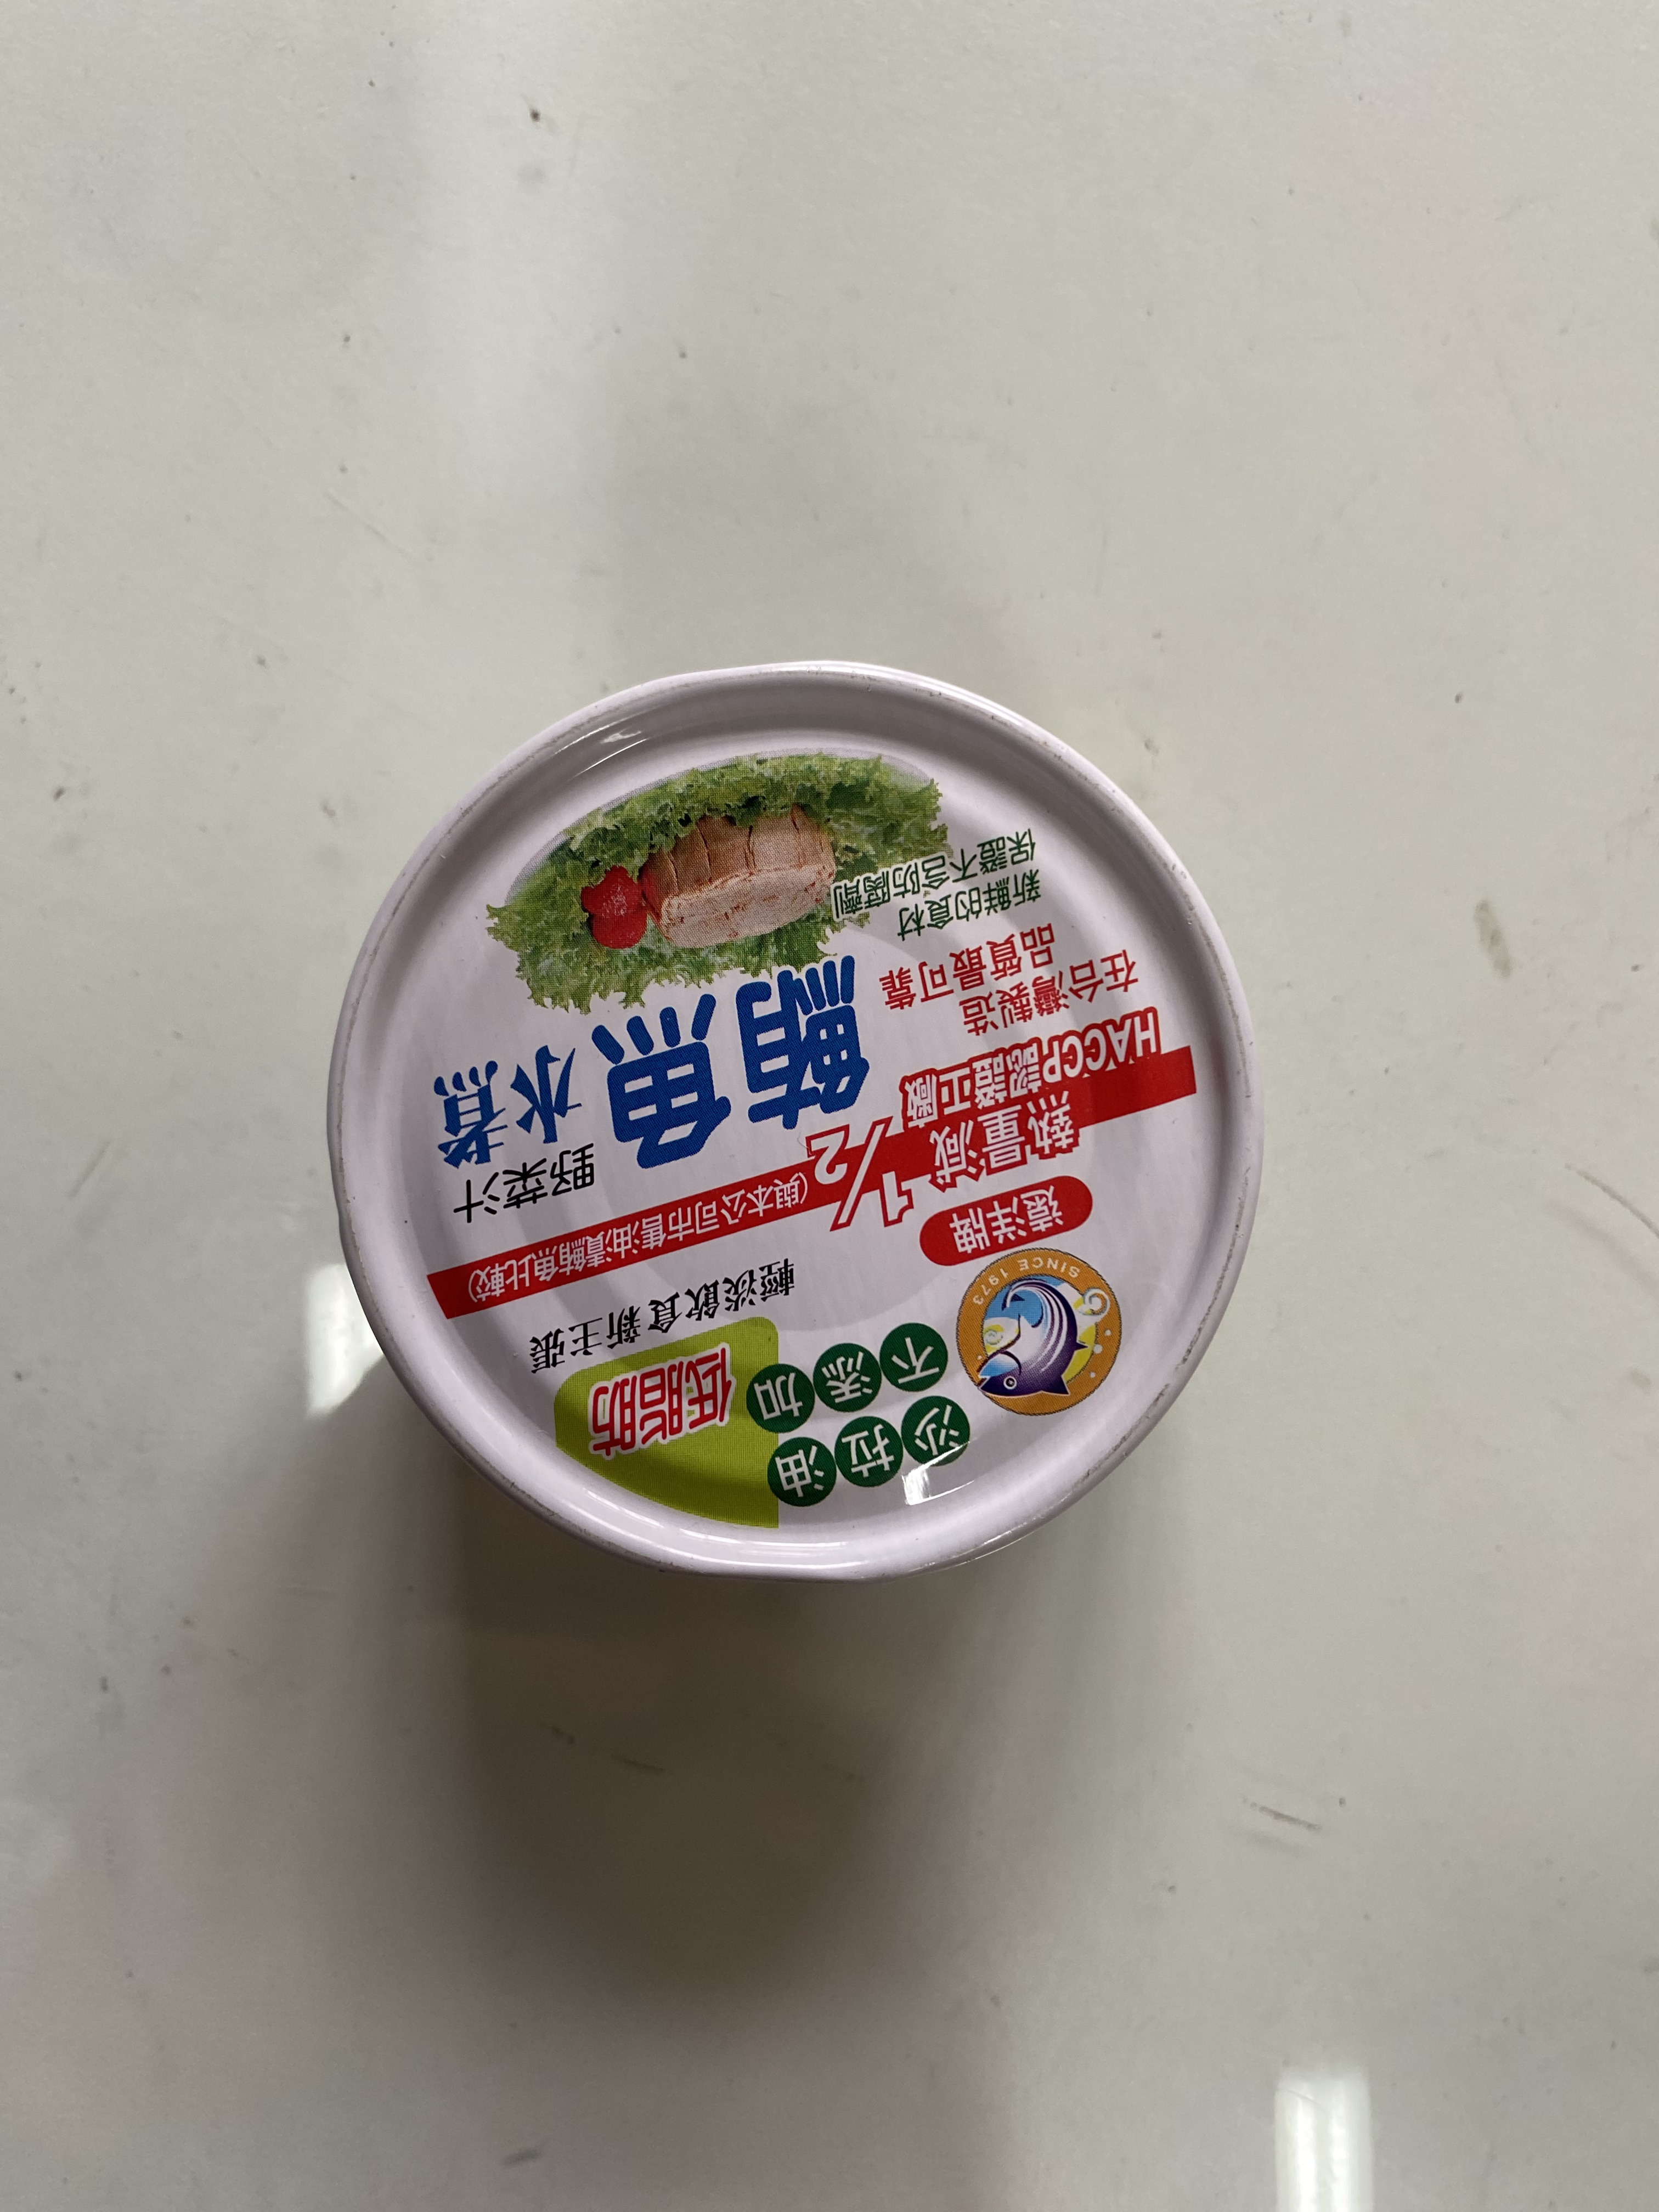 不添加
沙拉油
低脂肪
輕淡飲食新主張
SINCE 1973
遠洋牌
熱量減1/2(與本公司市售油漬鮪魚比較)
野菜汁
鮪魚水煮
HACCP認證工廠
在台灣製造
品質最可靠
新鮮的食材
保證不含防腐劑